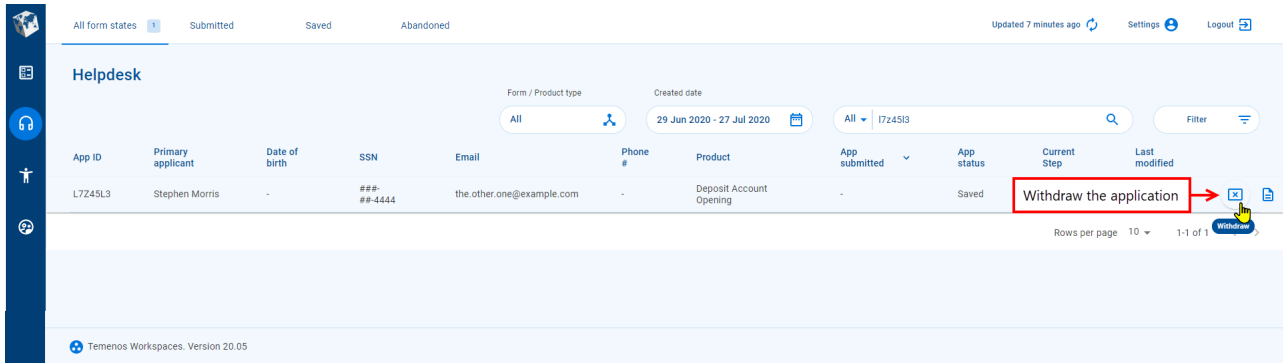 All form states 1 Submitted Saved Abandoned Updated 7 minutes ago Settings Logout
Helpdesk
Form / Product type Created date
All 29 Jun 2020 - 27 Jul 2020 All l7z45l3 Filter
App ID Primary applicant Date of birth SSN Email Phone # Product App submitted App status Current Step Last modified
L7Z45L3 Stephen Morris - ###-##-4444 the.other.one@example.com - Deposit Account Opening - Saved Withdraw the application
Withdraw
Rows per page 10 1-1 of 1
Temenos Workspaces. Version 20.05